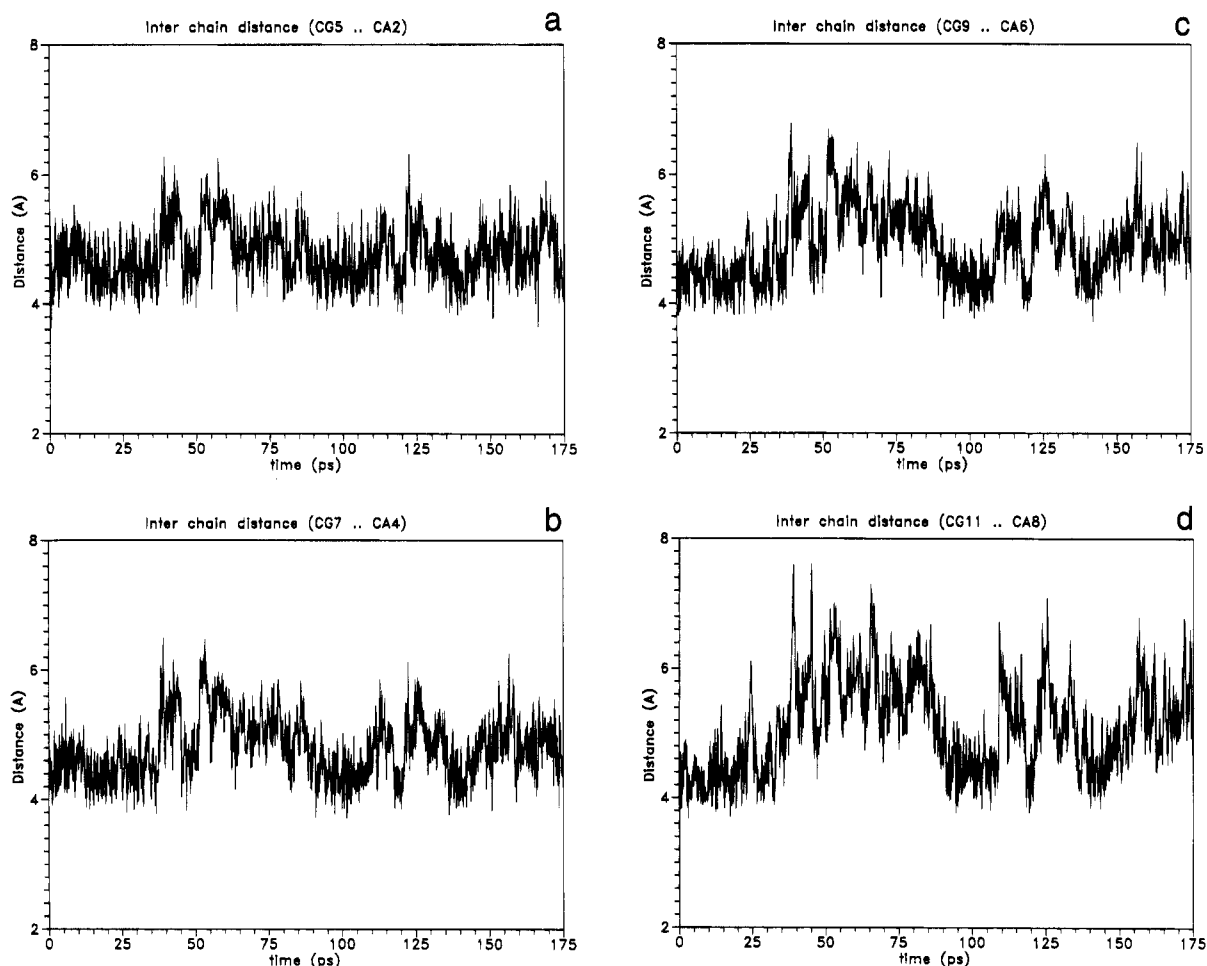 Inter chain distance (CG5 .. CA2)
a
8
6
4
2
Distance (A)
0 25 50 75 100 125 150 175
time (ps)
Inter chain distance (CG9 .. CA6)
c
8
6
4
2
Distance (A)
0 25 50 75 100 125 150 175
time (ps)
Inter chain distance (CG7 .. CA4)
b
8
6
4
2
Distance (A)
0 25 50 75 100 125 150 175
time (ps)
Inter chain distance (CG11 .. CA8)
d
8
6
4
2
Distance (A)
0 25 50 75 100 125 150 175
time (ps)